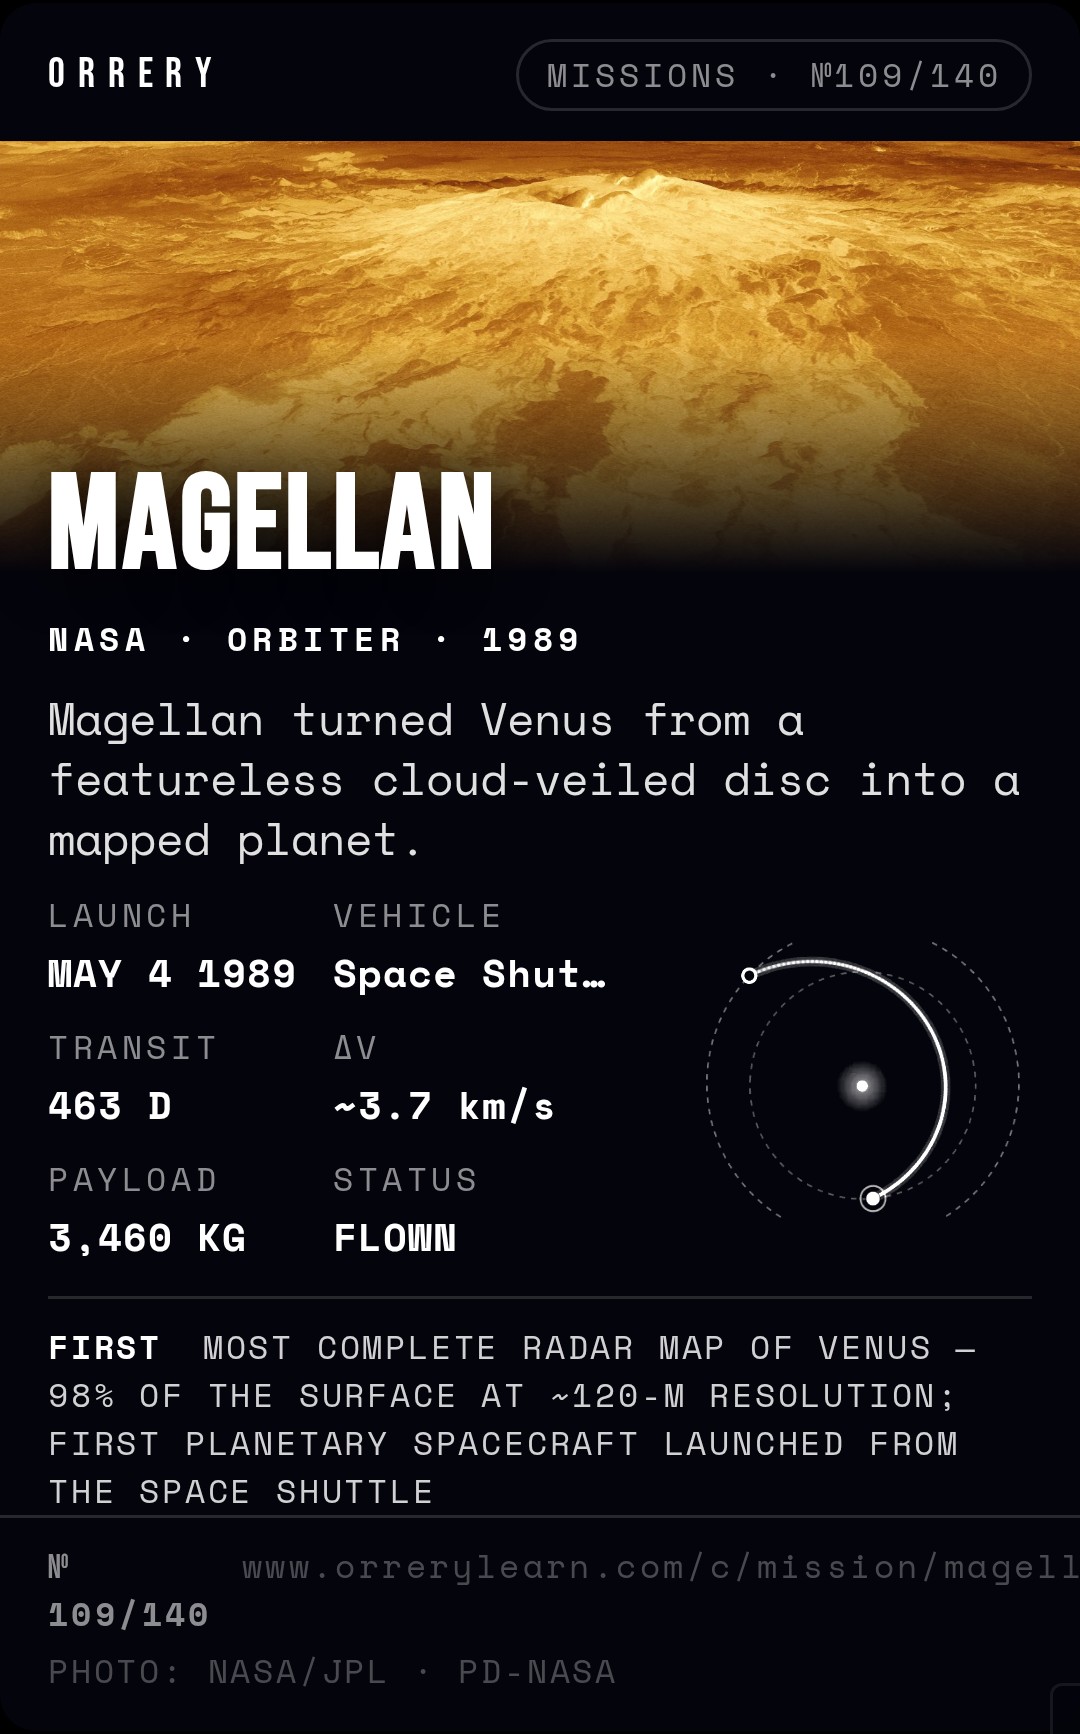 ORRERY
MISSIONS · №109/140
MAGELLAN
NASA · ORBITER · 1989
Magellan turned Venus from a
featureless cloud-veiled disc into a
mapped planet.
LAUNCH VEHICLE
MAY 4 1989 Space Shut…
TRANSIT ΔV
463 D ~3.7 km/s
PAYLOAD STATUS
3,460 KG FLOWN
FIRST MOST COMPLETE RADAR MAP OF VENUS —
98% OF THE SURFACE AT ~120-M RESOLUTION;
FIRST PLANETARY SPACECRAFT LAUNCHED FROM
THE SPACE SHUTTLE
№ www.orrerylearn.com/c/mission/magell
109/140
PHOTO: NASA/JPL · PD-NASA